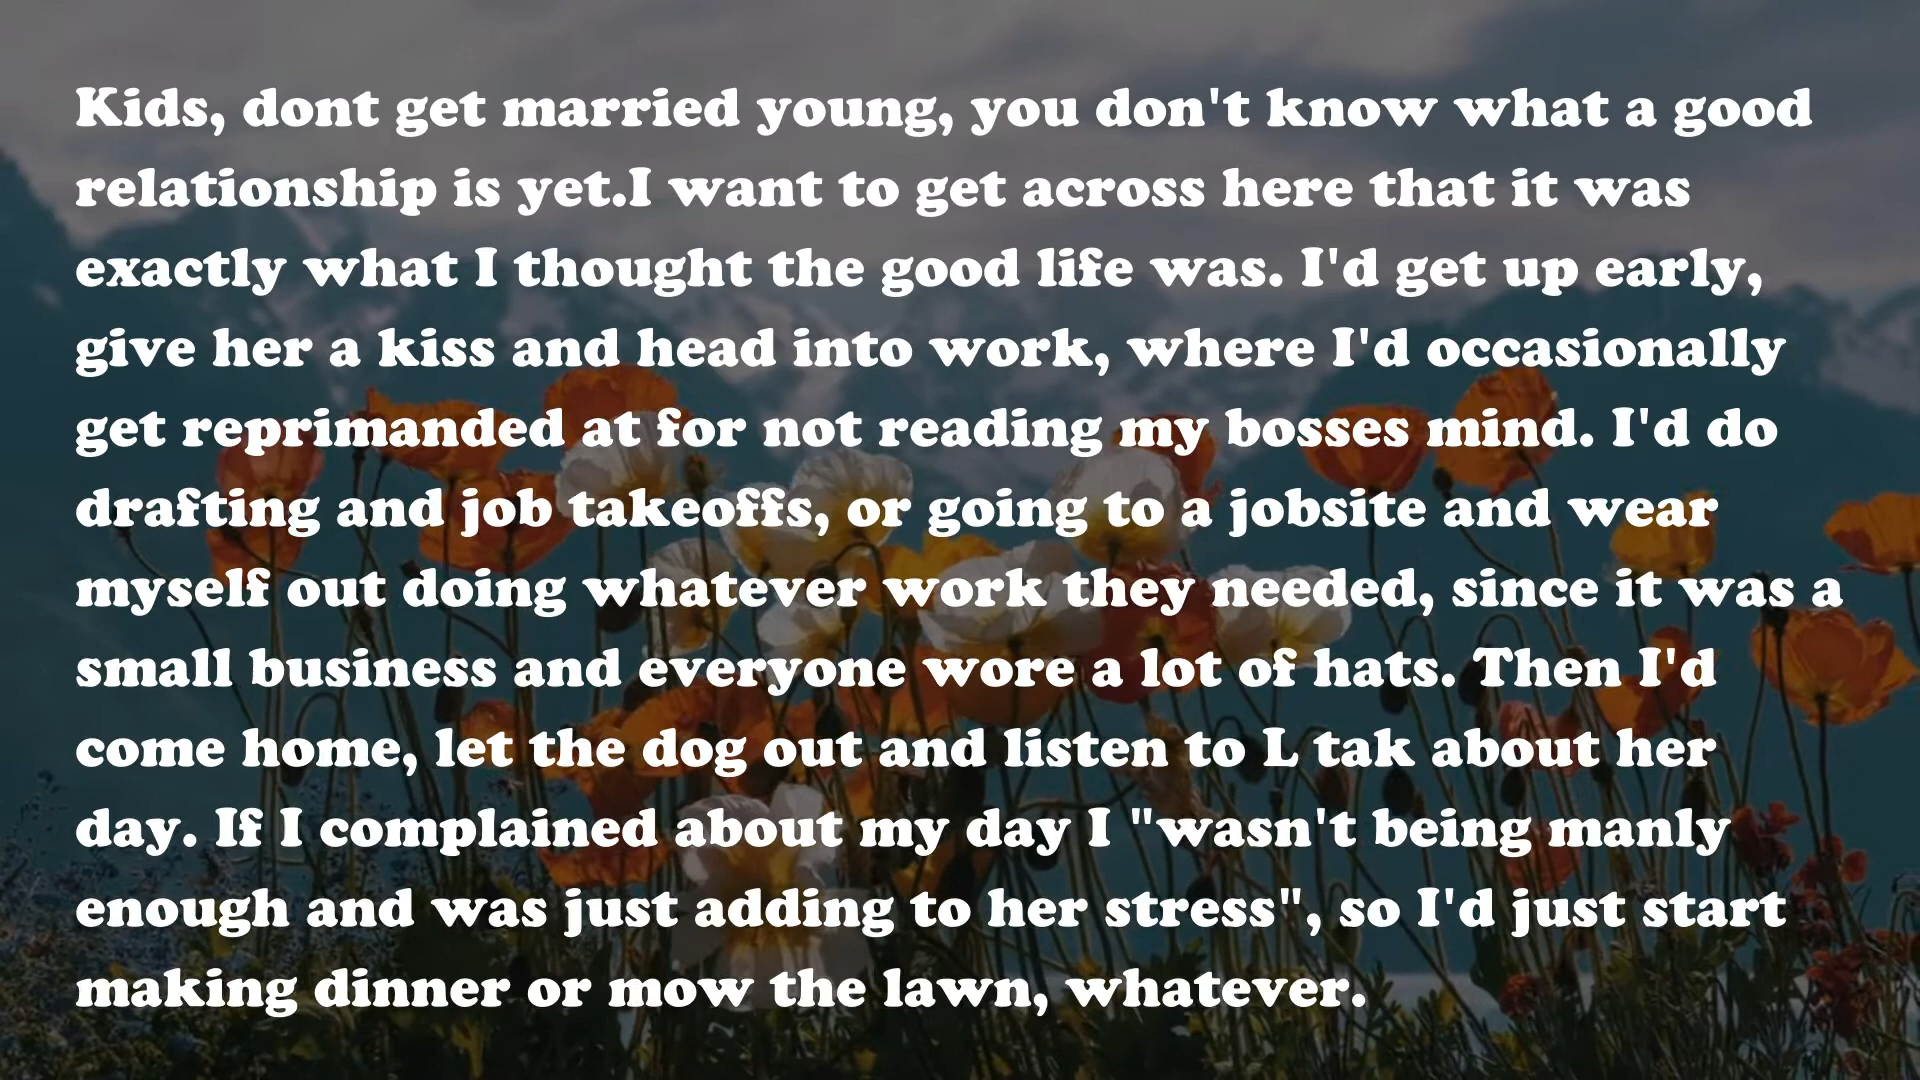 Kids, dont get married young, you don't know what a good
relationship is yet.I want to get across here that it was
exactly what I thought the good life was. I'd get up early,
give her a kiss and head into work, where I'd occasionally
get reprimanded at for not reading my bosses mind. I'd do
drafting and job takeoffs, or going to a jobsite and wear
myself out doing whatever work they needed, since it was a
small business and everyone wore a lot of hats. Then I'd
come home, let the dog out and listen to L tak about her
day. If I complained about my day I "wasn't being manly
enough and was just adding to her stress", so I'd just start
making dinner or mow the lawn, whatever.